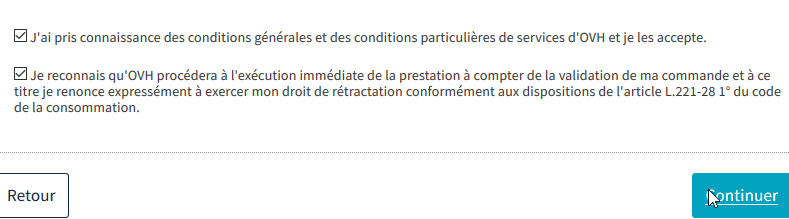 J'ai pris connaissance des conditions générales et des conditions particulières de services d'OVH et je les accepte.
Je reconnais qu'OVH procédera à l'exécution immédiate de la prestation à compter de la validation de ma commande et à ce
titre je renonce expressément à exercer mon droit de rétractation conformément aux dispositions de l'article L.221-28 1° du code
de la consommation.
Retour
Continuer